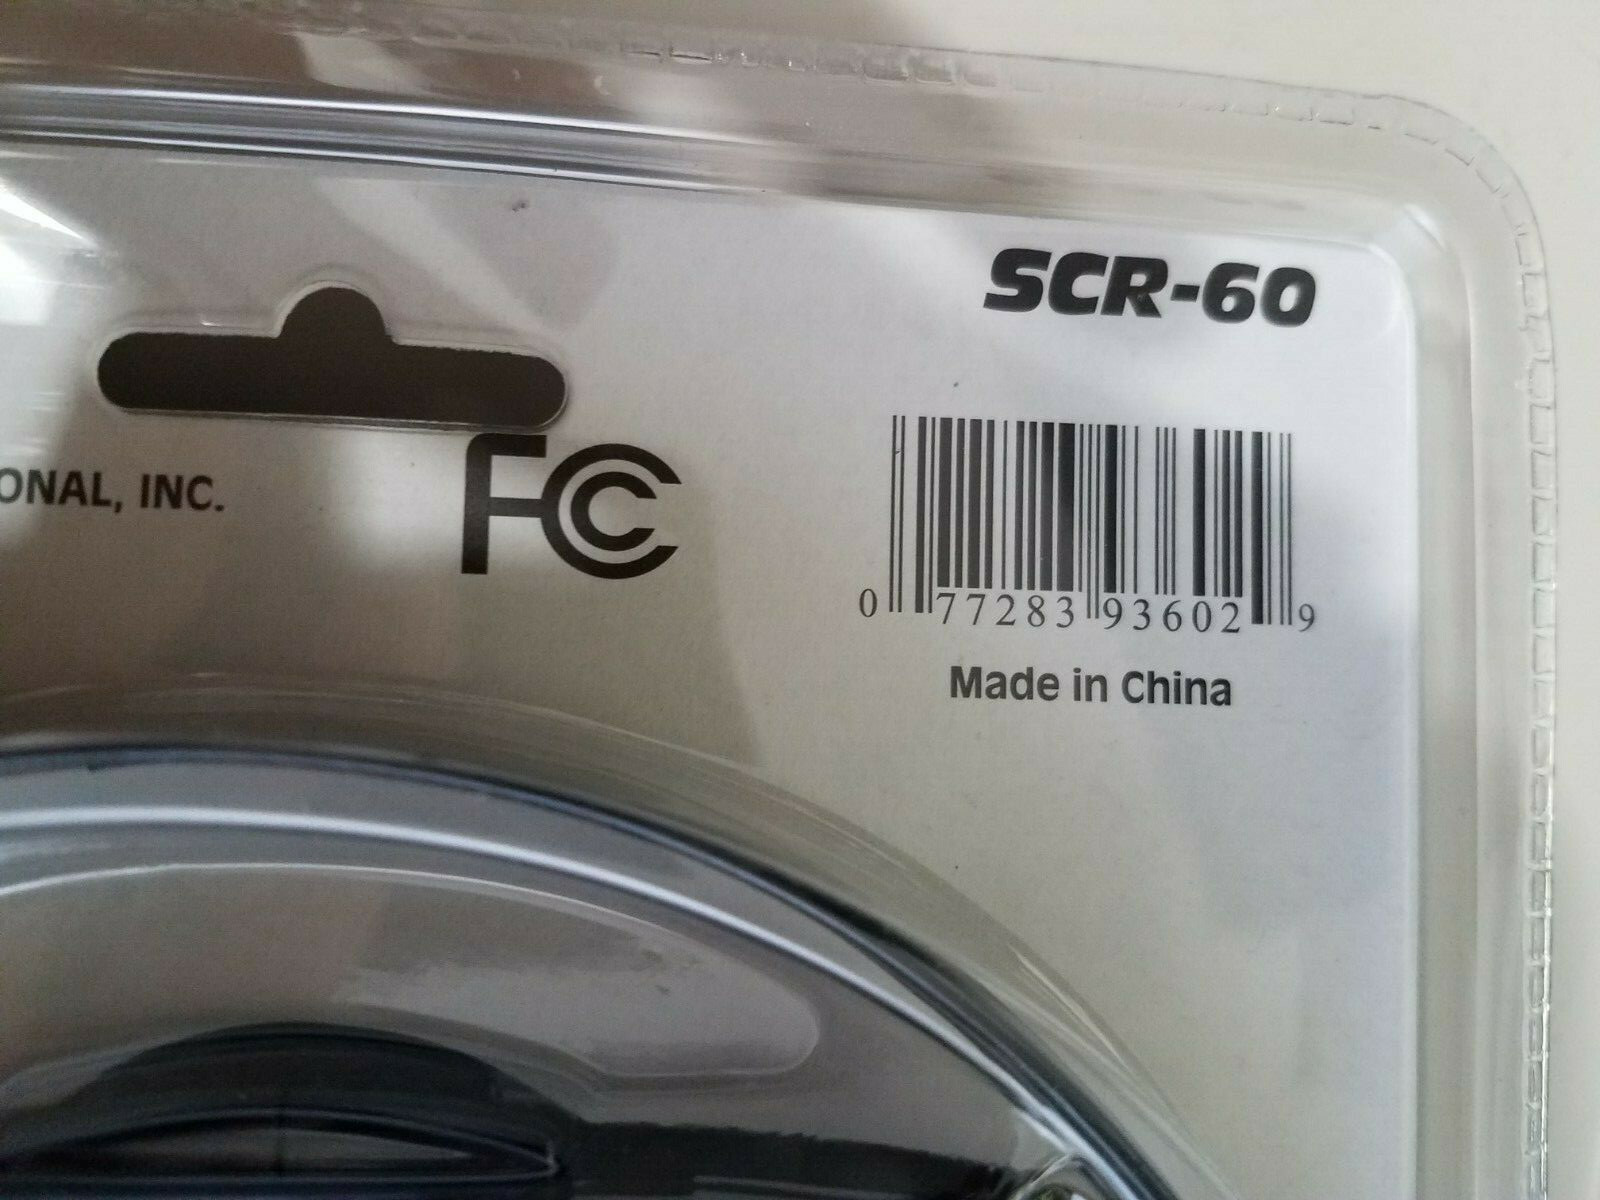 SCR-60
ONAL, INC.
FC
0 77283 93602 9
Made in China